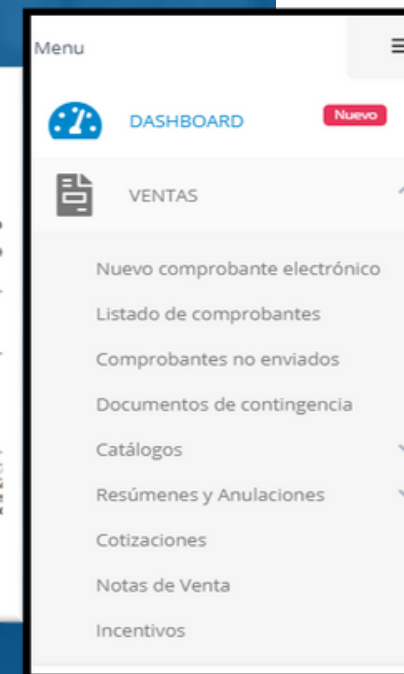 Menu
DASHBOARD
Nuevo
VENTAS
Nuevo comprobante electrónico
Listado de comprobantes
Comprobantes no enviados
Documentos de contingencia
Catálogos
Resúmenes y Anulaciones
Cotizaciones
Notas de Venta
Incentivos